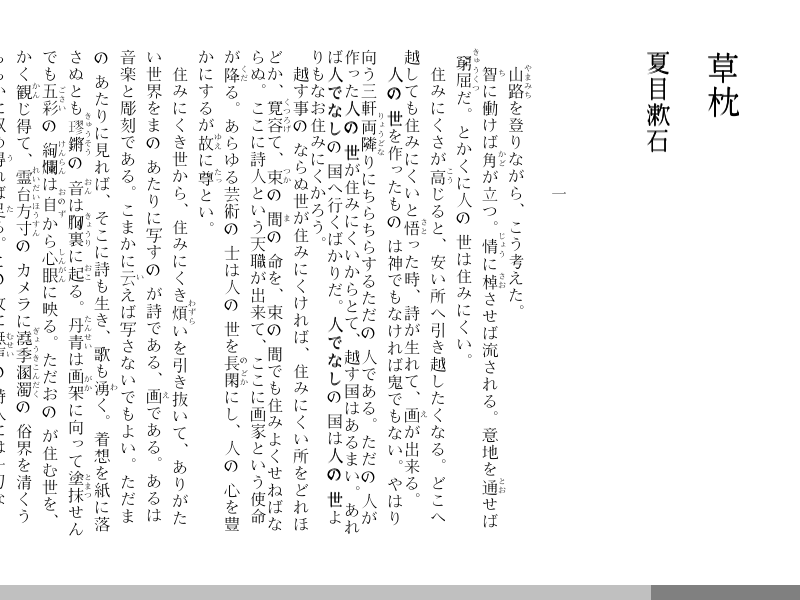 草枕
夏目漱石
一
山路を登りながら、こう考えた。
智に働けば角が立つ。情に棹させば流される。意地を通せば
窮屈だ。とかくに人の世は住みにくい。
住みにくさが高じると、安い所へ引き越したくなる。どこへ
越しても住みにくいと悟った時、詩が生れて、画が出来る。
人の世を作ったものは神でもなければ鬼でもない。やはり
向う三軒両隣りにちらちらするただの人である。ただの人が
作った人の世が住みにくいからとて、越す国はあるまい。あれ
ば人でなしの国へ行くばかりだ。人でなしの国は人の世よ
りもなお住みにくかろう。
越す事のならぬ世が住みにくければ、住みにくい所をどれほ
どか、寛容て、束の間の命を、束の間でも住みよくせねばな
らぬ。ここに詩人という天職が出来て、ここに画家という使命
が降る。あらゆる芸術の士は人の世を長閑にし、人の心を豊
かにするが故に尊とい。
住みにくき世から、住みにくき煩いを引き抜いて、ありがた
い世界をまのあたりに写すのが詩である、画である。あるは
音楽と彫刻である。こまかに云えば写さないでもよい。ただま
のあたりに見れば、そこに詩も生き、歌も湧く。着想を紙に落
さぬとも璆鏘の音は胸裏に起る。丹青は画架に向って塗抹せん
でも五彩の絢爛は自から心眼に映る。ただおのが住む世を、
かく観じ得て、霊台方寸のカメラに澆季溷濁の俗界を清くう